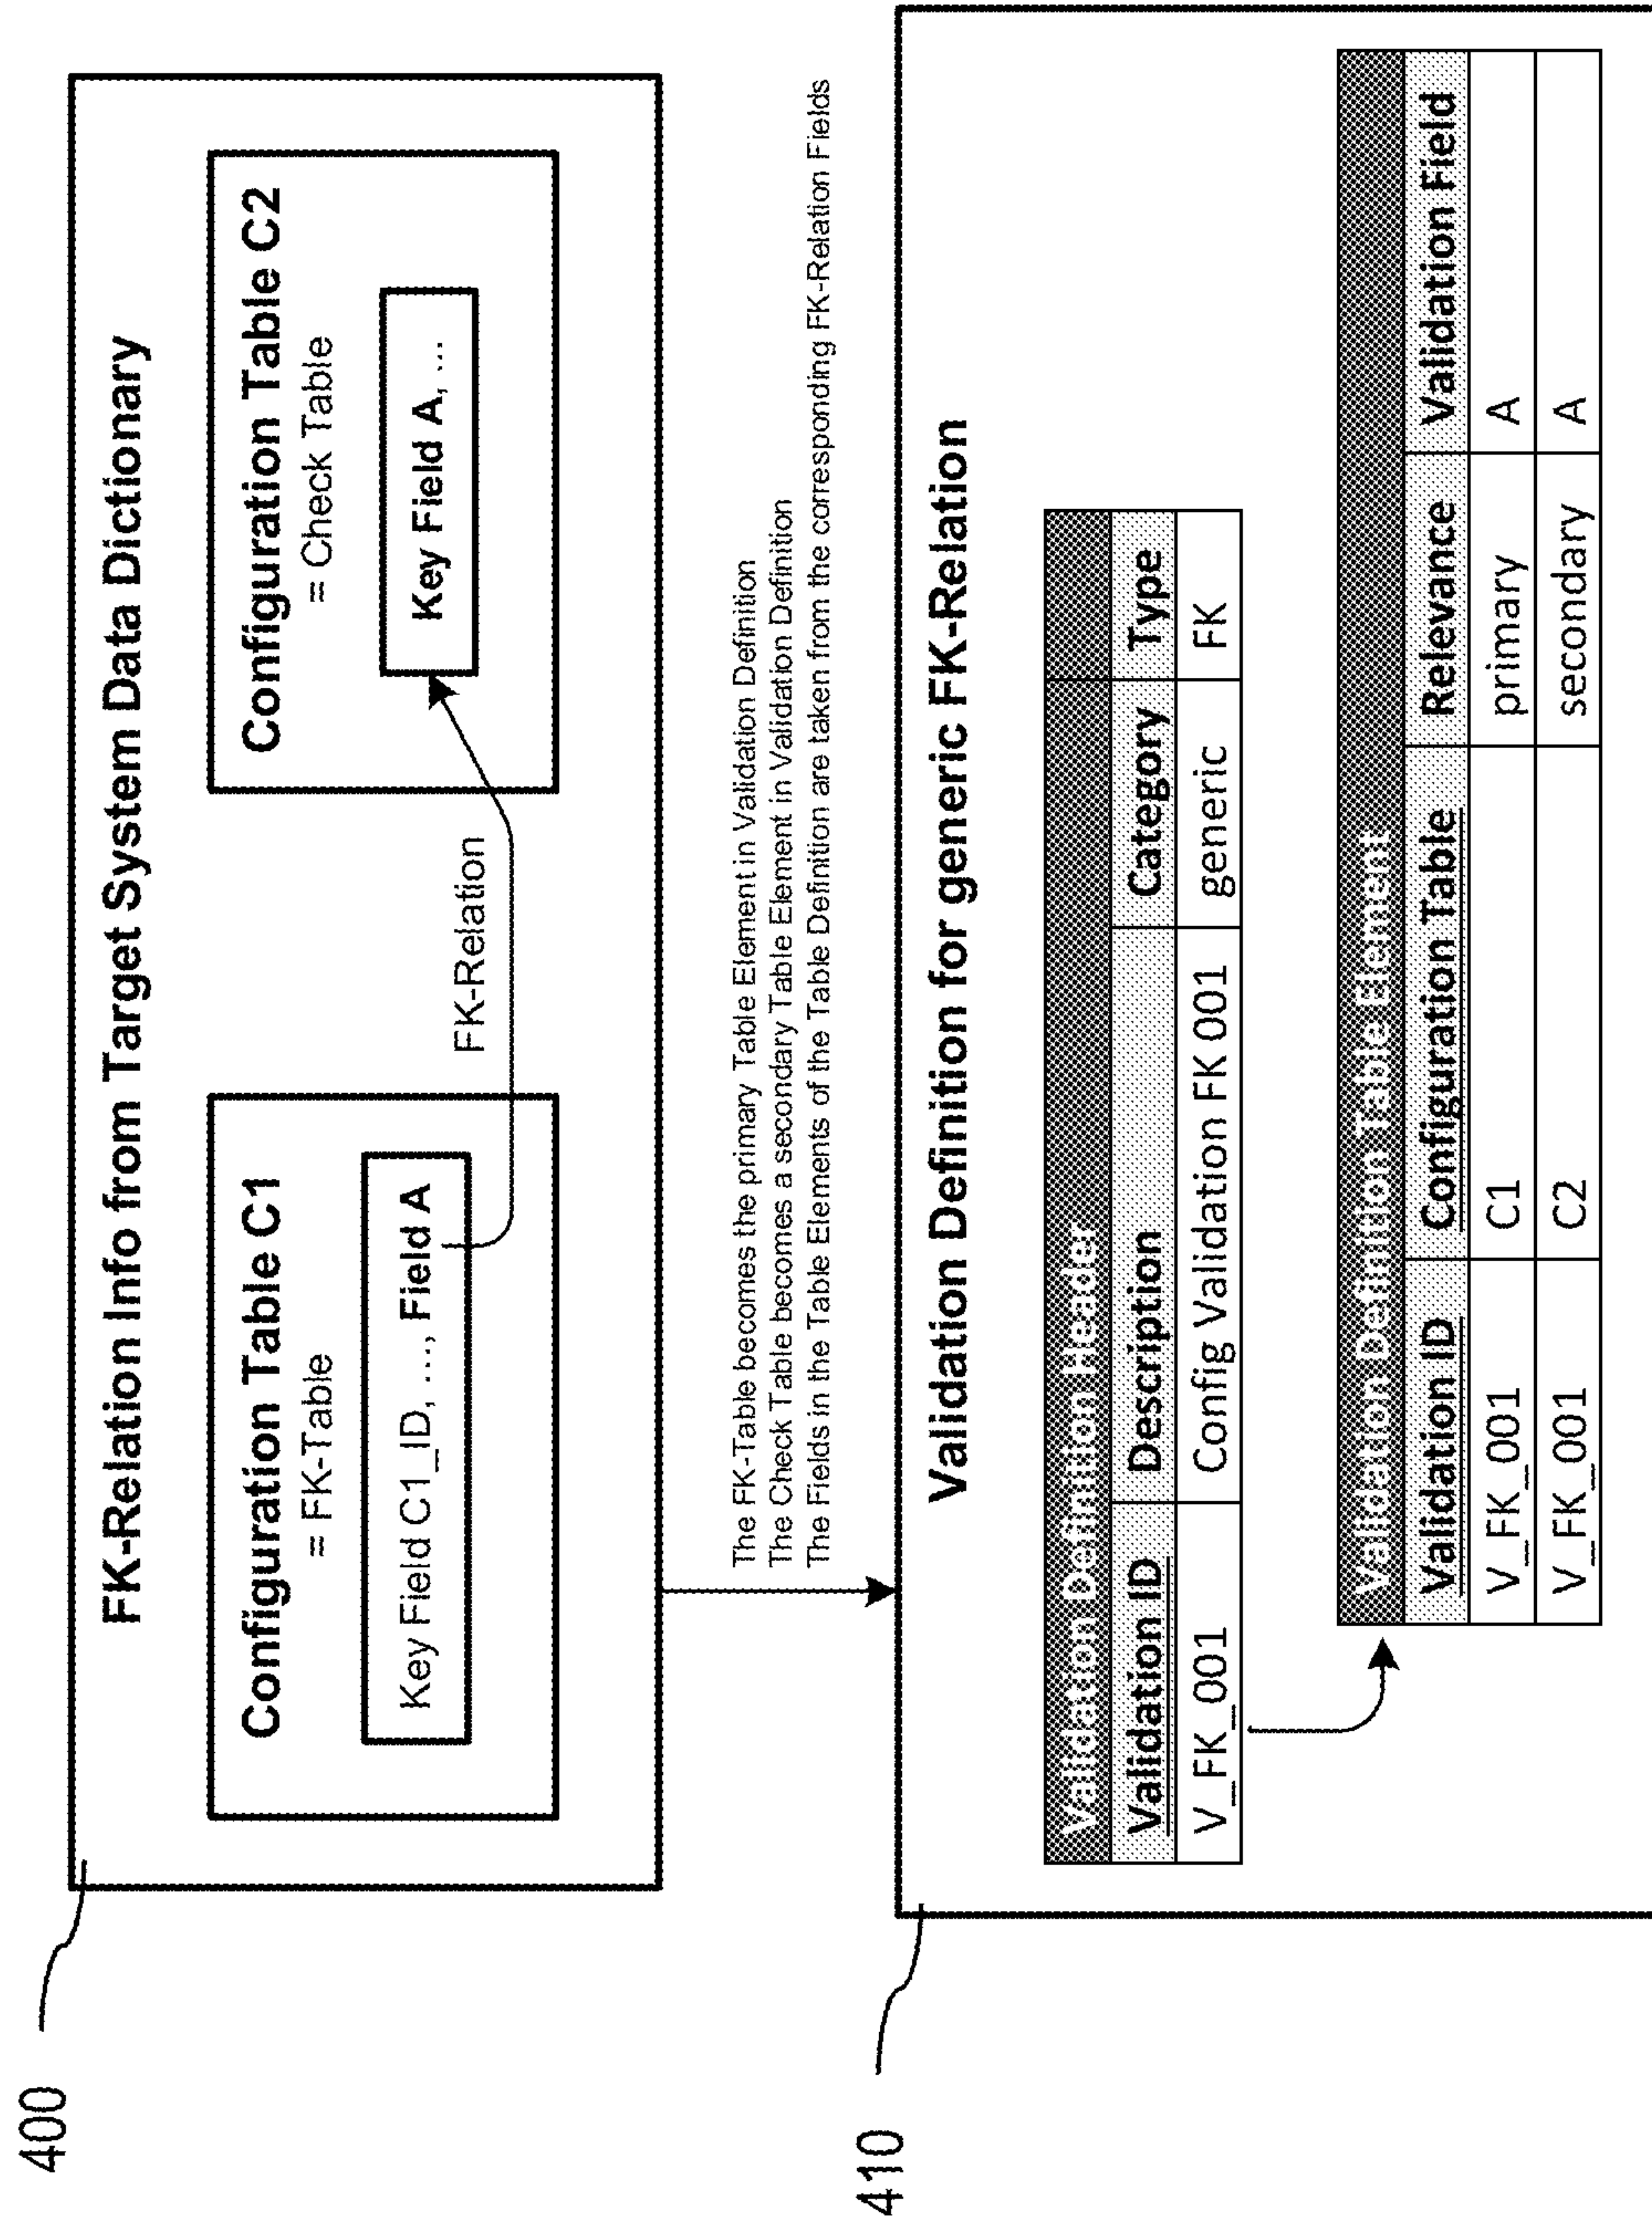 400
FK-Relation Info from Target System Data Dictionary
Configuration Table C1
= FK-Table
Key Field C1_ID, ..., Field A
FK-Relation
Configuration Table C2
= Check Table
Key Field A, ...
The FK-Table becomes the primary Table Element in Validation Definition
The Check Table becomes a secondary Table Element in Validation Definition
The Fields in the Table Elements of the Table Definition are taken from the corresponding FK-Relation Fields
410
Validation Definition for generic FK-Relation
Validation Definition Header
Validation ID Description Category Type
V_FK_001 Config Validation FK 001 generic FK
Validation Definition Table Element
Validation ID Configuration Table Relevance Validation Field
V_FK_001 C1 primary A
V_FK_001 C2 secondary A